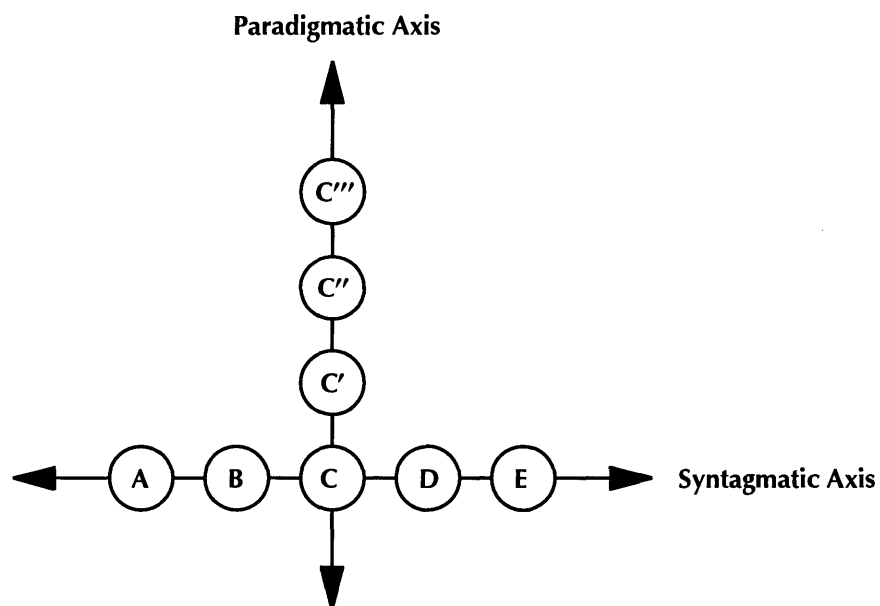 Paradigmatic Axis
C‴
C″
C′
A B C D E Syntagmatic Axis